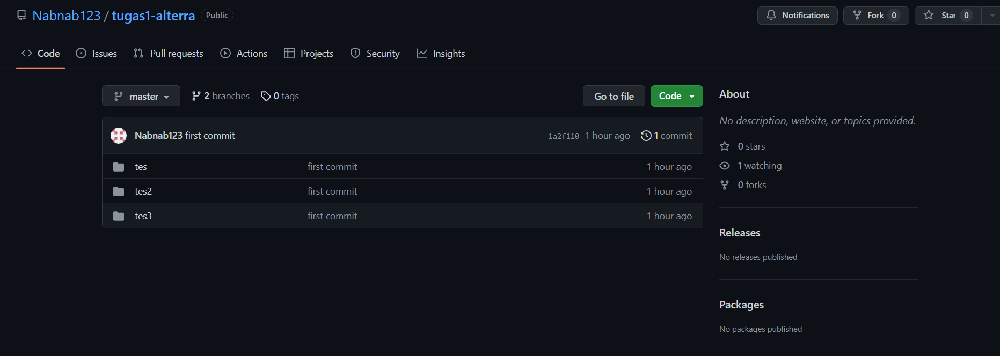 Nabnab123 / tugas1-alterra Public
Notifications Fork 0 Star 0
Code Issues Pull requests Actions Projects Security Insights
master 2 branches 0 tags Go to file Code
Nabnab123 first commit 1a2f110 1 hour ago 1 commit
tes first commit 1 hour ago
tes2 first commit 1 hour ago
tes3 first commit 1 hour ago
About
No description, website, or topics provided.
0 stars
1 watching
0 forks
Releases
No releases published
Packages
No packages published